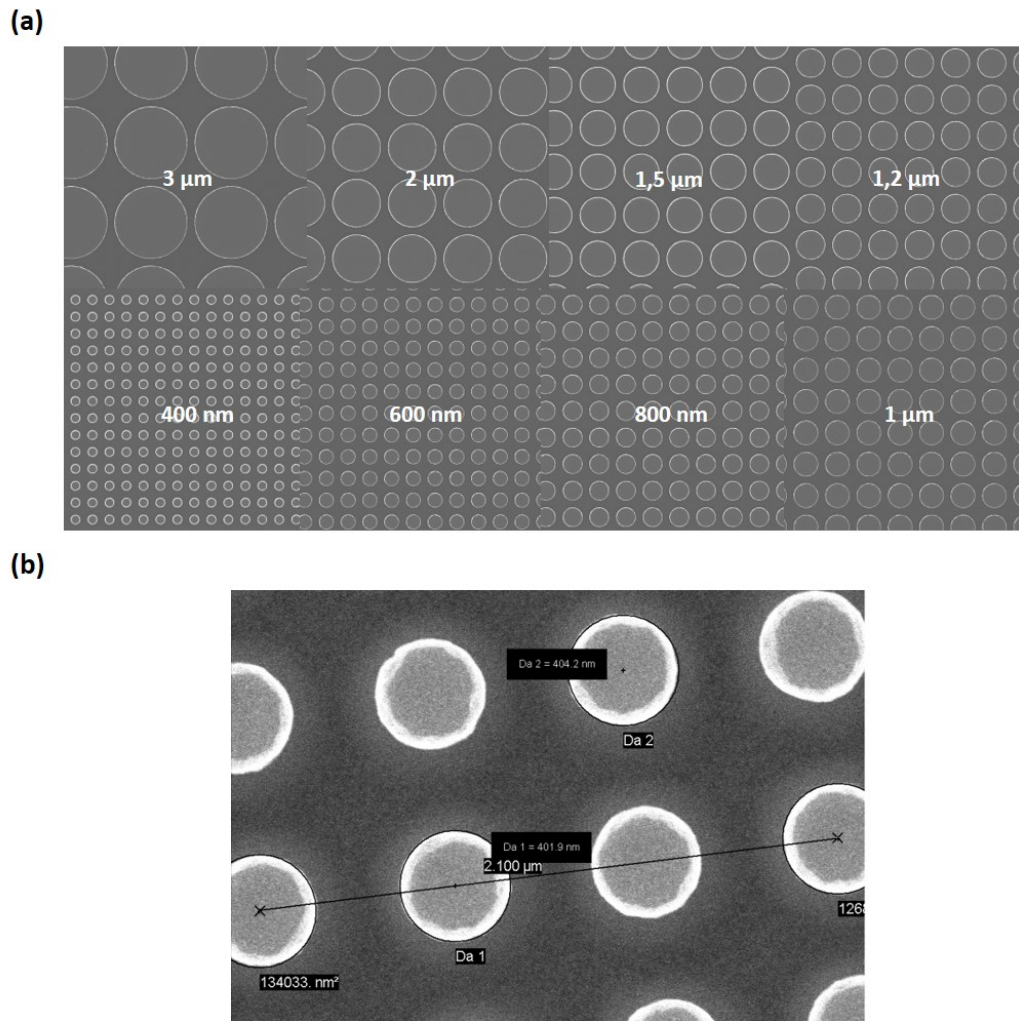 (a)
3 µm
2 µm
1,5 µm
1,2 µm
400 nm
600 nm
800 nm
1 µm
(b)
Da 2 = 404.2 nm
Da 2
Da 1 = 401.9 nm
2.100 µm
1268
Da 1
134033. nm²